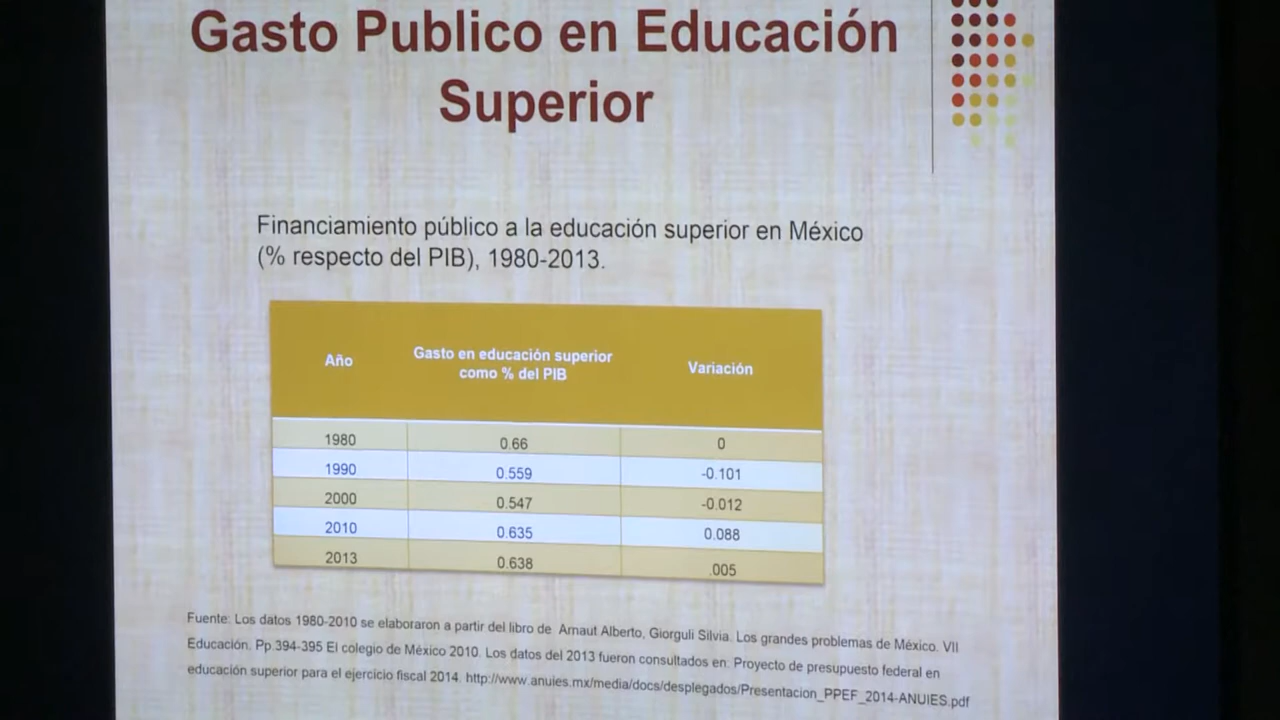 Gasto Publico en Educación
Superior
Financiamiento público a la educación superior en México
(% respecto del PIB), 1980-2013.
Año Gasto en educación superior como % del PIB Variación
1980 0.66 0
1990 0.559 -0.101
2000 0.547 -0.012
2010 0.635 0.088
2013 0.638 .005
Fuente: Los datos 1980-2010 se elaboraron a partir del libro de Arnaut Alberto, Giorguli Silvia. Los grandes problemas de México. VII
Educación. Pp.394-395 El colegio de México 2010. Los datos del 2013 fueron consultados en: Proyecto de presupuesto federal en
educación superior para el ejercicio fiscal 2014. http://www.anuies.mx/media/docs/desplegados/Presentacion_PPEF_2014-ANUIES.pdf